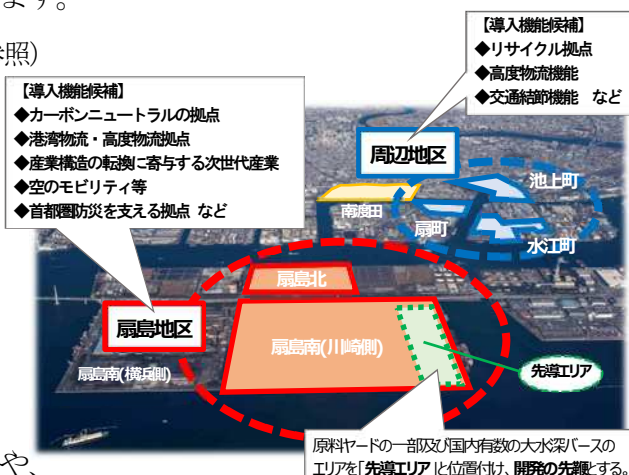 ます。
照)
【導入機能候補】
◆リサイクル拠点
◆高度物流機能
◆交通結節機能 など
【導入機能候補】
◆カーボンニュートラルの拠点
◆港湾物流・高度物流拠点
◆産業構造の転換に寄与する次世代産業
◆空のモビリティ等
◆首都圏防災を支える拠点 など
周辺地区
池上町
南渡田
扇町
水江町
扇島北
扇島地区
扇島南(川崎側)
扇島南(横浜側)
先導エリア
原料ヤードの一部及び国内有数の大水深バースの
エリアを「先導エリア」と位置付け、開発の先鞭とする。
や、